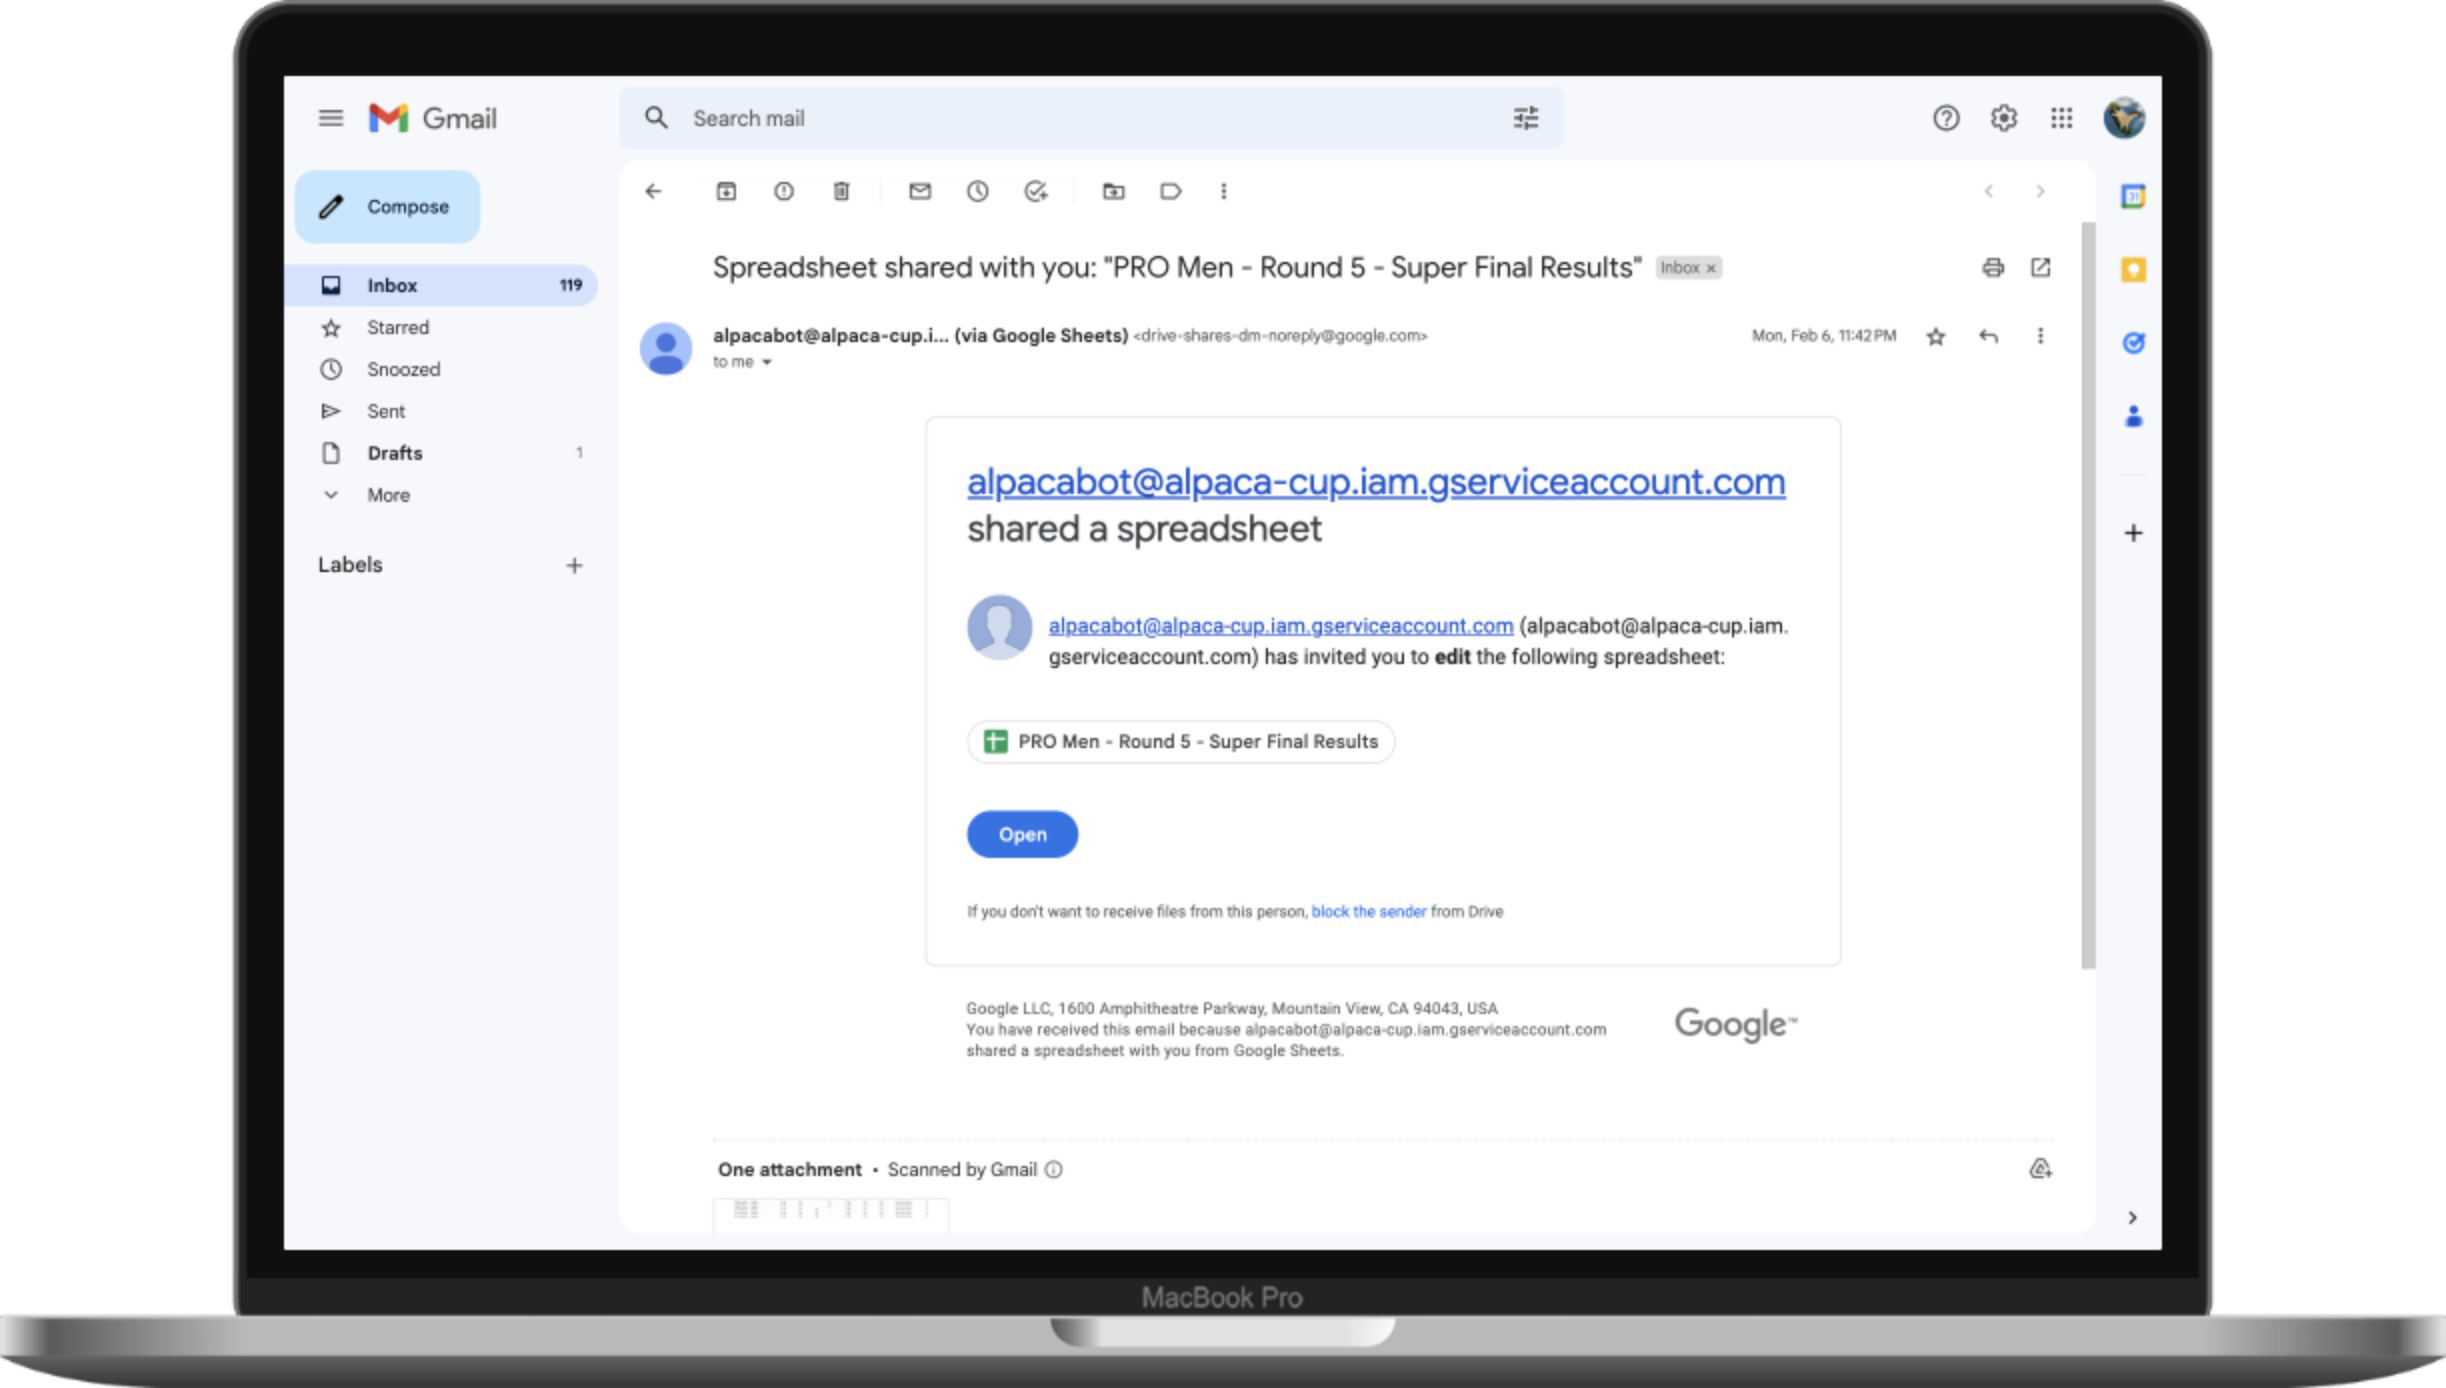 Gmail
Search mail
Compose
Inbox 119
Starred
Snoozed
Sent
Drafts 1
More
Labels
Spreadsheet shared with you: "PRO Men - Round 5 - Super Final Results" Inbox ×
alpacabot@alpaca-cup.i... (via Google Sheets) <drive-shares-dm-noreply@google.com> Mon, Feb 6, 11:42 PM
to me
alpacabot@alpaca-cup.iam.gserviceaccount.com
shared a spreadsheet
alpacabot@alpaca-cup.iam.gserviceaccount.com (alpacabot@alpaca-cup.iam.
gserviceaccount.com) has invited you to edit the following spreadsheet:
PRO Men - Round 5 - Super Final Results
Open
If you don't want to receive files from this person, block the sender from Drive
Google LLC, 1600 Amphitheatre Parkway, Mountain View, CA 94043, USA
You have received this email because alpacabot@alpaca-cup.iam.gserviceaccount.com
shared a spreadsheet with you from Google Sheets.
Google™
One attachment • Scanned by Gmail
31
MacBook Pro